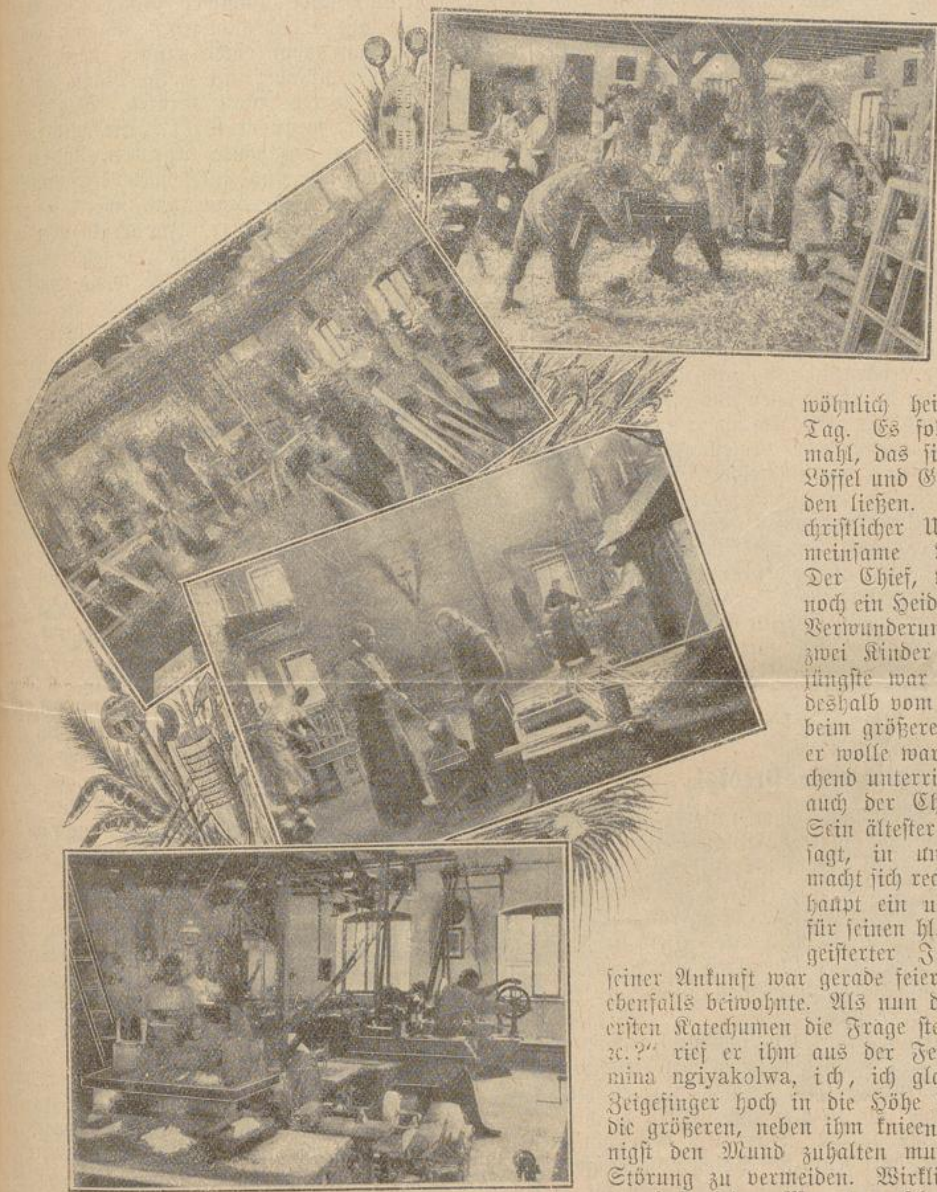 wöhnlich hei
Tag. Es fol
mahl, das si
Löffel und G
den ließen.
christlicher U
meinsame
Der Chief,
noch ein Heid
Verwunderun
zwei Kinder
jüngste war
deshalb vom
beim größere
er wolle war
chend unterri
auch der Ch
Sein ältester
sagt, in un
macht sich rec
haupt ein u
für seinen hl
geisterter J
seiner Ankunft war gerade feier
ebenfalls beiwohnte. Als nun d
ersten Katechumen die Frage ste
ꝛc.?“ rief er ihm aus der Fe
mina ngiyakolwa, ich, ich gla
Zeigefinger hoch in die Höhe
die größeren, neben ihm knieen
nigst den Mund zuhalten mu
Störung zu vermeiden. Wirkli